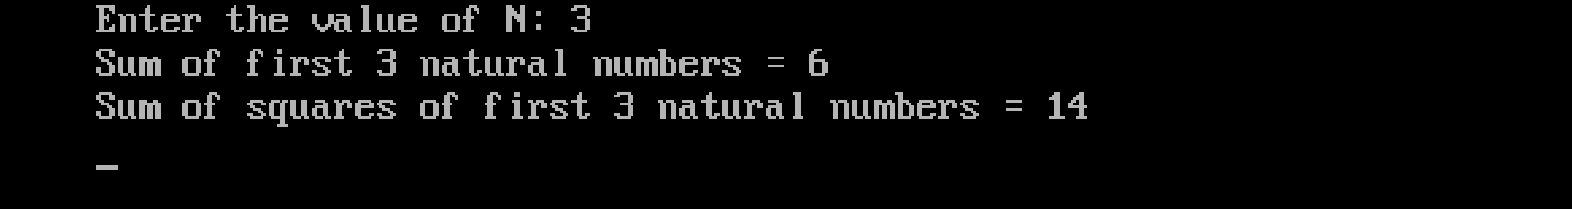 Enter the value of N: 3
Sum of first 3 natural numbers = 6
Sum of squares of first 3 natural numbers = 14